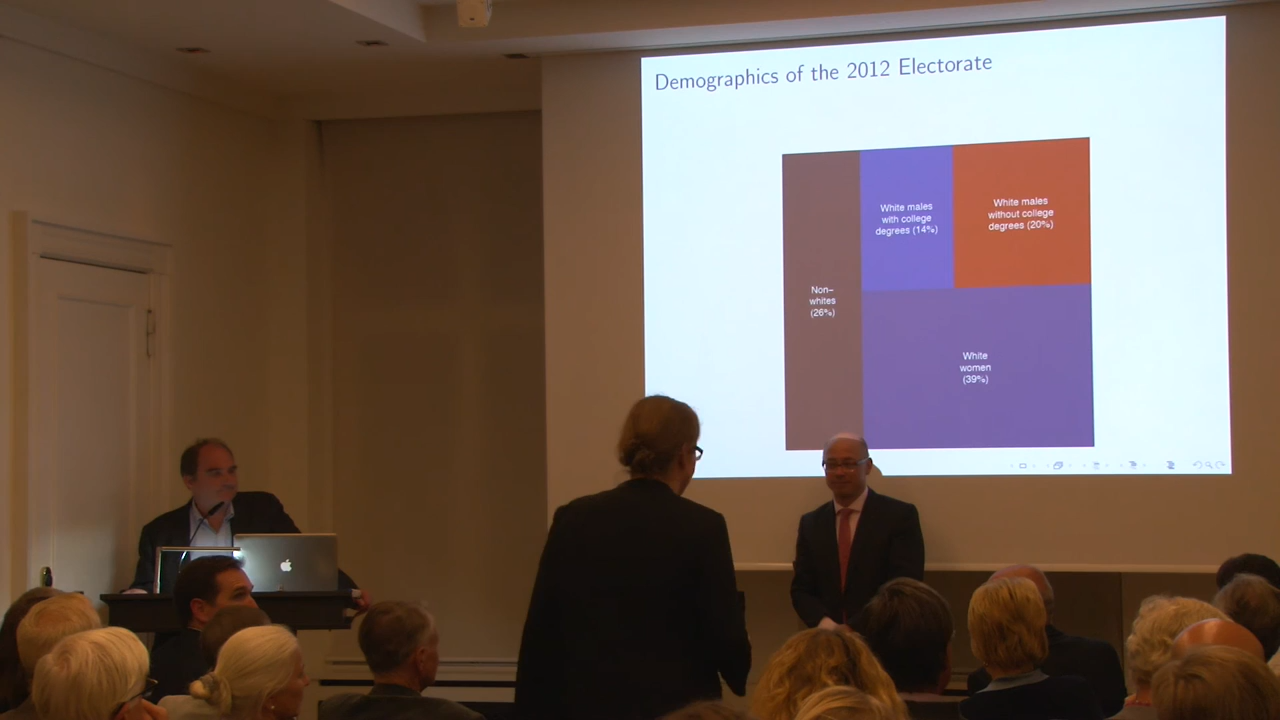 Demographics of the 2012 Electorate
White males
with college
degrees (14%)
White males
without college
degrees (20%)
Non-
whites
(26%)
White
women
(39%)